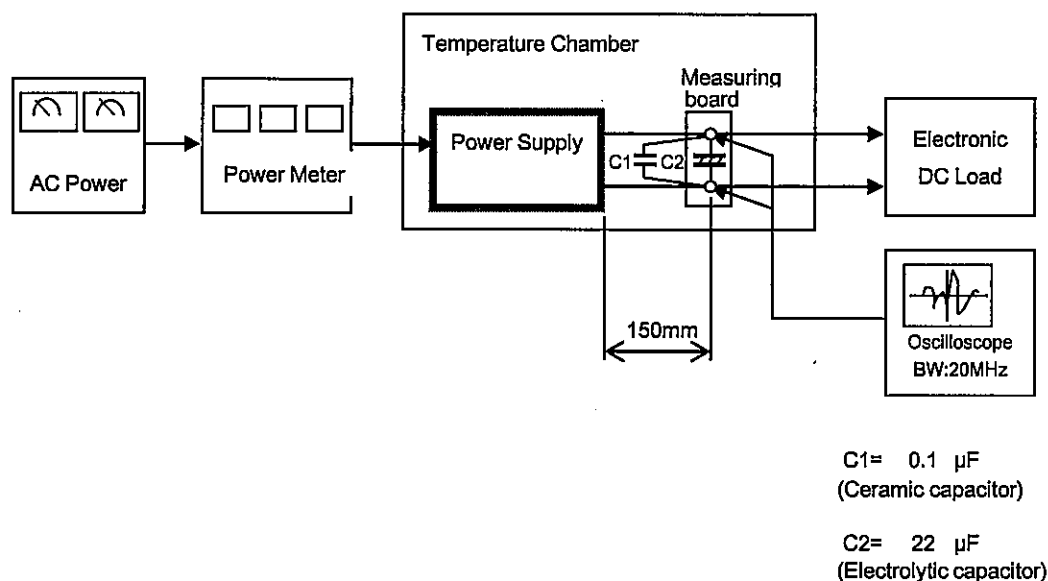 Temperature Chamber
Measuring
board
AC Power
Power Meter
Power Supply
C1
C2
Electronic
DC Load
150mm
Oscilloscope
BW:20MHz
C1= 0.1 µF
(Ceramic capacitor)
C2= 22 µF
(Electrolytic capacitor)